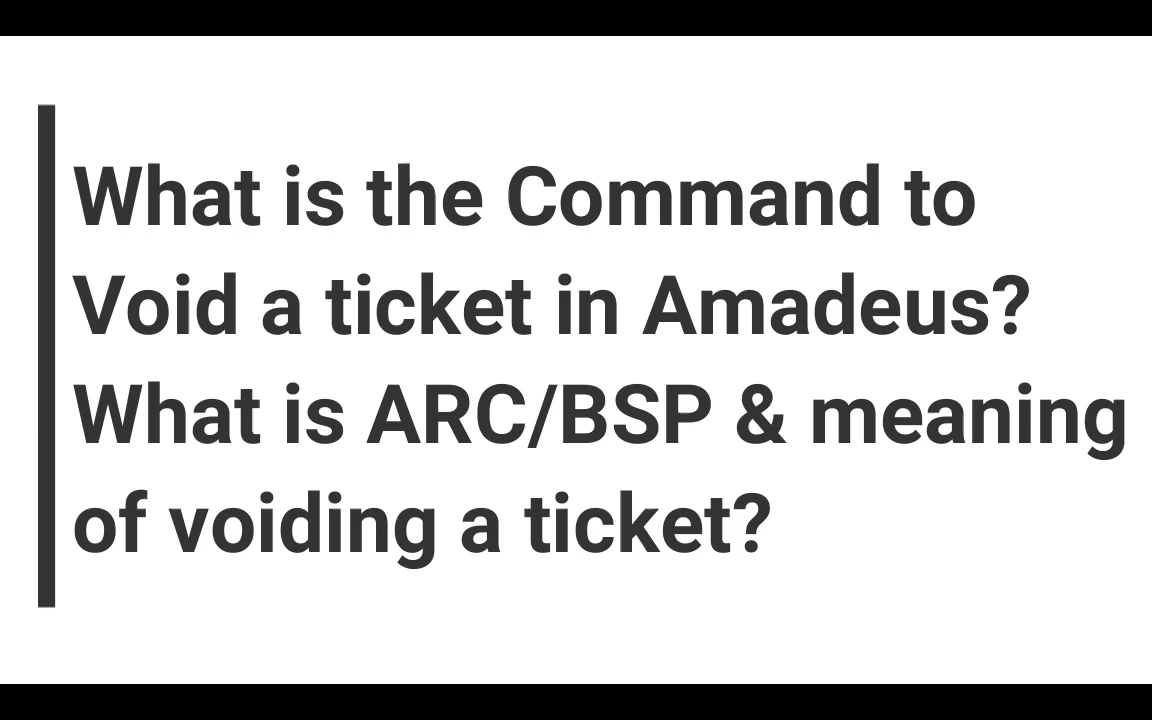 What is the Command to
Void a ticket in Amadeus?
What is ARC/BSP & meaning
of voiding a ticket?